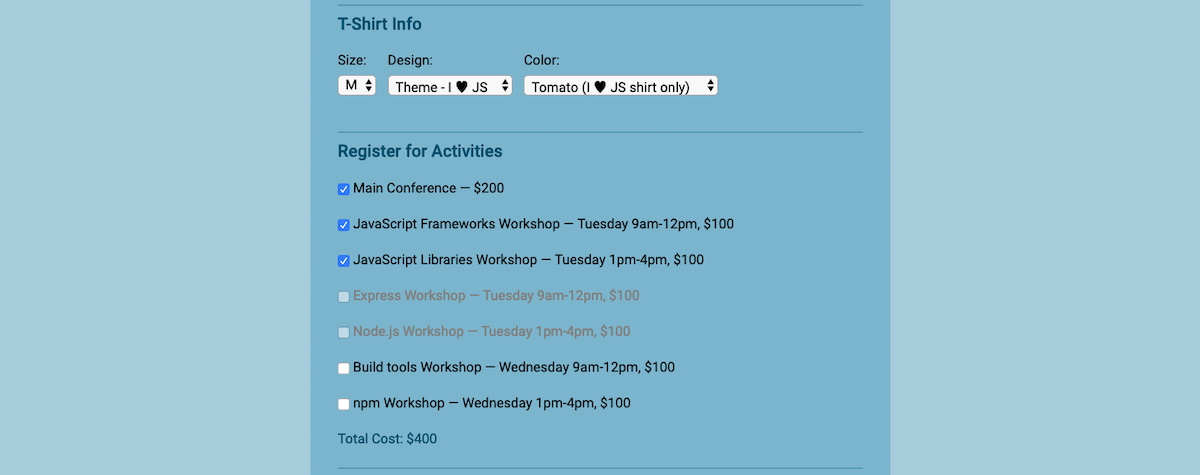 T-Shirt Info
Size: Design: Color:
M Theme - I ♥ JS Tomato (I ♥ JS shirt only)
Register for Activities
Main Conference — $200
JavaScript Frameworks Workshop — Tuesday 9am-12pm, $100
JavaScript Libraries Workshop — Tuesday 1pm-4pm, $100
Express Workshop — Tuesday 9am-12pm, $100
Node.js Workshop — Tuesday 1pm-4pm, $100
Build tools Workshop — Wednesday 9am-12pm, $100
npm Workshop — Wednesday 1pm-4pm, $100
Total Cost: $400